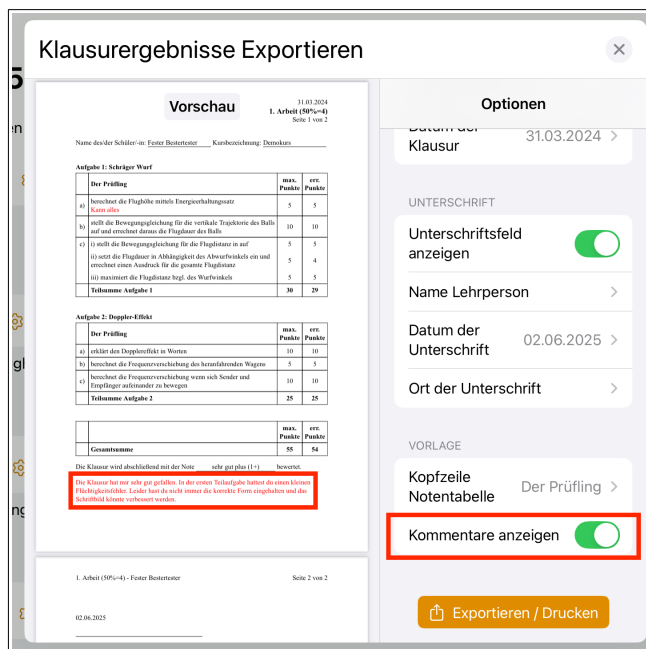 Klausurergebnisse Exportieren
Vorschau
31.03.2024
1. Arbeit (50%=4)
Seite 1 von 2
Name des/der Schüler/-in: Fester Bestertester Kursbezeichnung: Demokurs
Aufgabe 1: Schräger Wurf
Der Prüfling max. Punkte err. Punkte
a) berechnet die Flughöhe mittels Energieerhaltungssatz 5 5
Kann alles
b) stellt die Bewegungsgleichung für die vertikale Trajektorie des Balls
auf und errechnet daraus die Flugdauer des Balls 10 10
c) i) stellt die Bewegungsgleichung für die Flugdistanz in auf 5 5
ii) setzt die Flugdauer in Abhängigkeit des Abwurfwinkels ein und
errechnet einen Ausdruck für die gesamte Flugdistanz 5 4
iii) maximiert die Flugdistanz bzgl. des Wurfwinkels 5 5
Teilsumme Aufgabe 1 30 29
Aufgabe 2: Doppler-Effekt
Der Prüfling max. Punkte err. Punkte
a) erklärt den Dopplereffekt in Worten 10 10
b) berechnet die Frequenzverschiebung des heranfahrenden Wagens 5 5
c) berechnet die Frequenzverschiebung wenn sich Sender und
Empfänger aufeinander zu bewegen 10 10
Teilsumme Aufgabe 2 25 25
max. Punkte err. Punkte
Gesamtsumme 55 54
Die Klausur wird abschließend mit der Note sehr gut plus (1+) bewertet.
Die Klausur hat mir sehr gut gefallen. In der ersten Teilaufgabe hattest du einen kleinen
Flüchtigkeitsfehler. Leider hast du nicht immer die korrekte Form eingehalten und das
Schriftbild könnte verbessert werden.
1. Arbeit (50%=4) - Fester Bestertester Seite 2 von 2
02.06.2025
Optionen
Datum der
Klausur 31.03.2024
UNTERSCHRIFT
Unterschriftsfeld
anzeigen
Name Lehrperson
Datum der
Unterschrift 02.06.2025
Ort der Unterschrift
VORLAGE
Kopfzeile
Notentabelle Der Prüfling
Kommentare anzeigen
Exportieren / Drucken